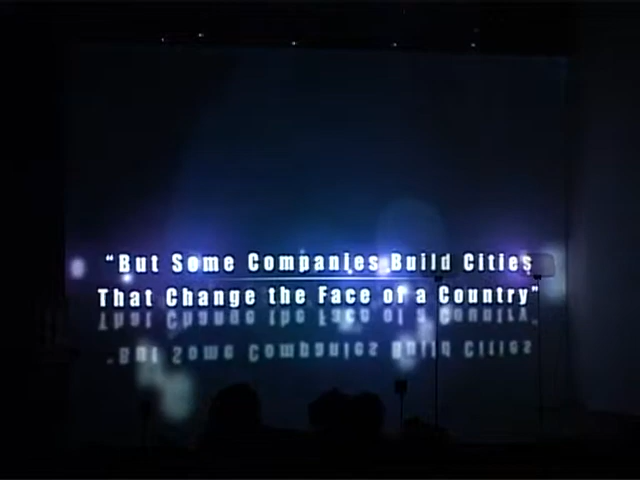 “But Some Companies Build Cities
That Change the Face of a Country”